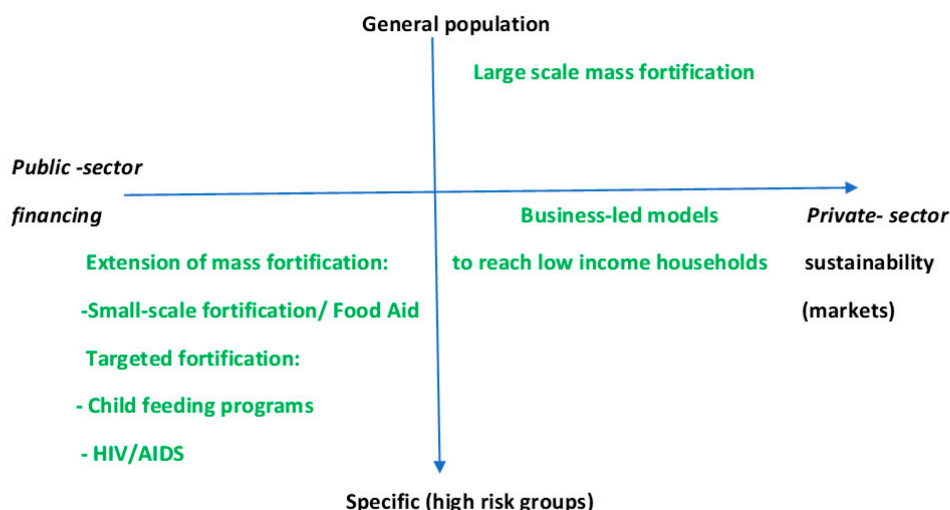 General population
Large scale mass fortification
Public -sector
financing
Business-led models
to reach low income households
Private- sector
sustainability
(markets)
Extension of mass fortification:
-Small-scale fortification/ Food Aid
Targeted fortification:
- Child feeding programs
- HIV/AIDS
Specific (high risk groups)